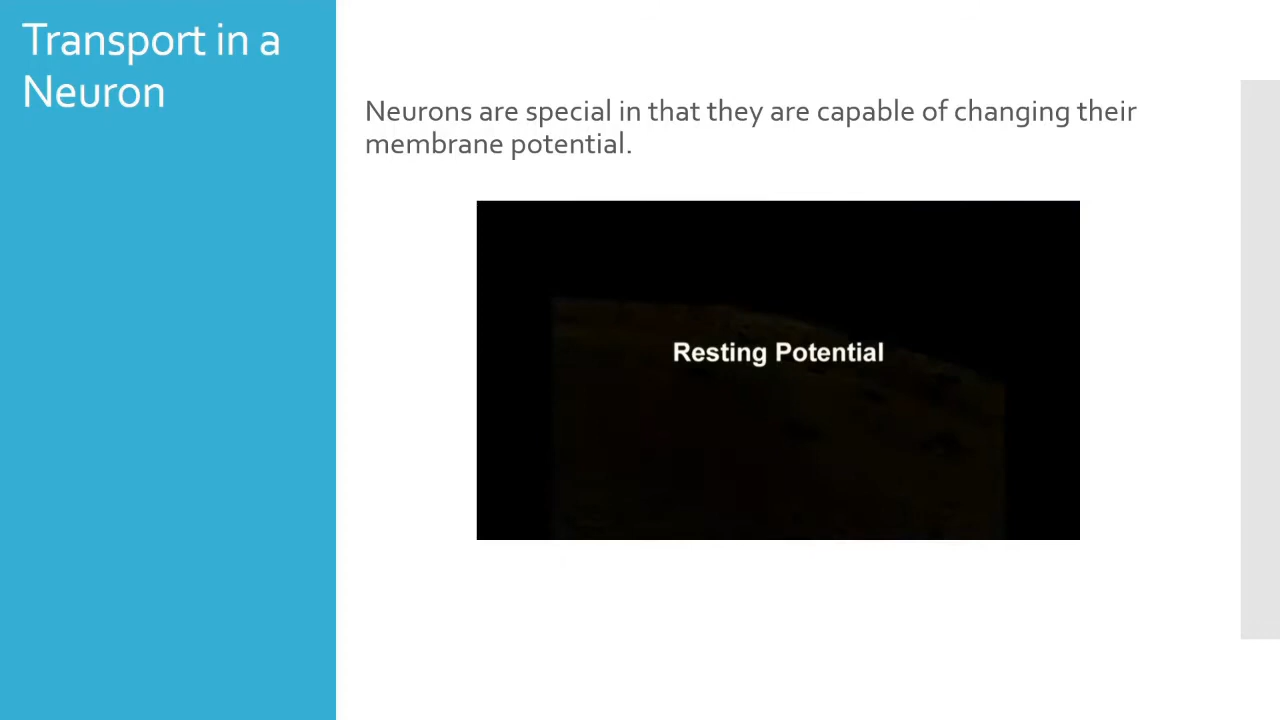 Transport in a
Neuron
Neurons are special in that they are capable of changing their
membrane potential.
Resting Potential